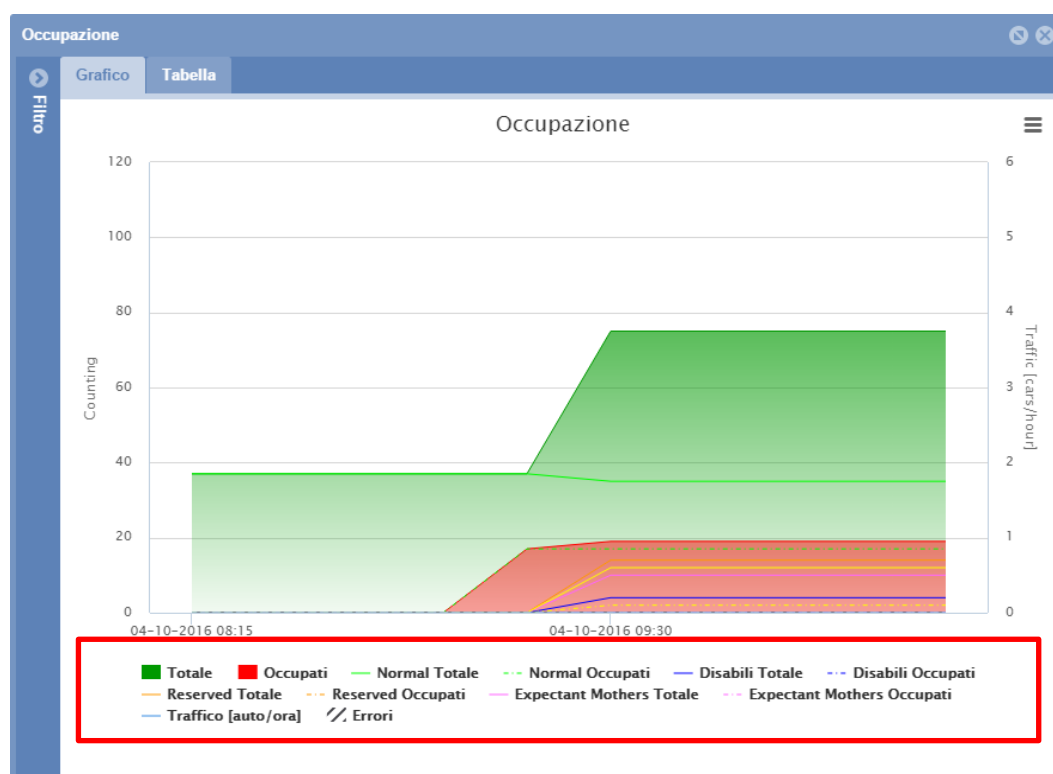 Occupazione
Filtro
Grafico Tabella
Occupazione
120 6
100 5
80 4
60 3
40 2
20 1
0 0
Counting
Traffic [cars/hour]
04-10-2016 08:15 04-10-2016 09:30
Totale Occupati Normal Totale Normal Occupati Disabili Totale Disabili Occupati
Reserved Totale Reserved Occupati Expectant Mothers Totale Expectant Mothers Occupati
Traffico [auto/ora] Errori